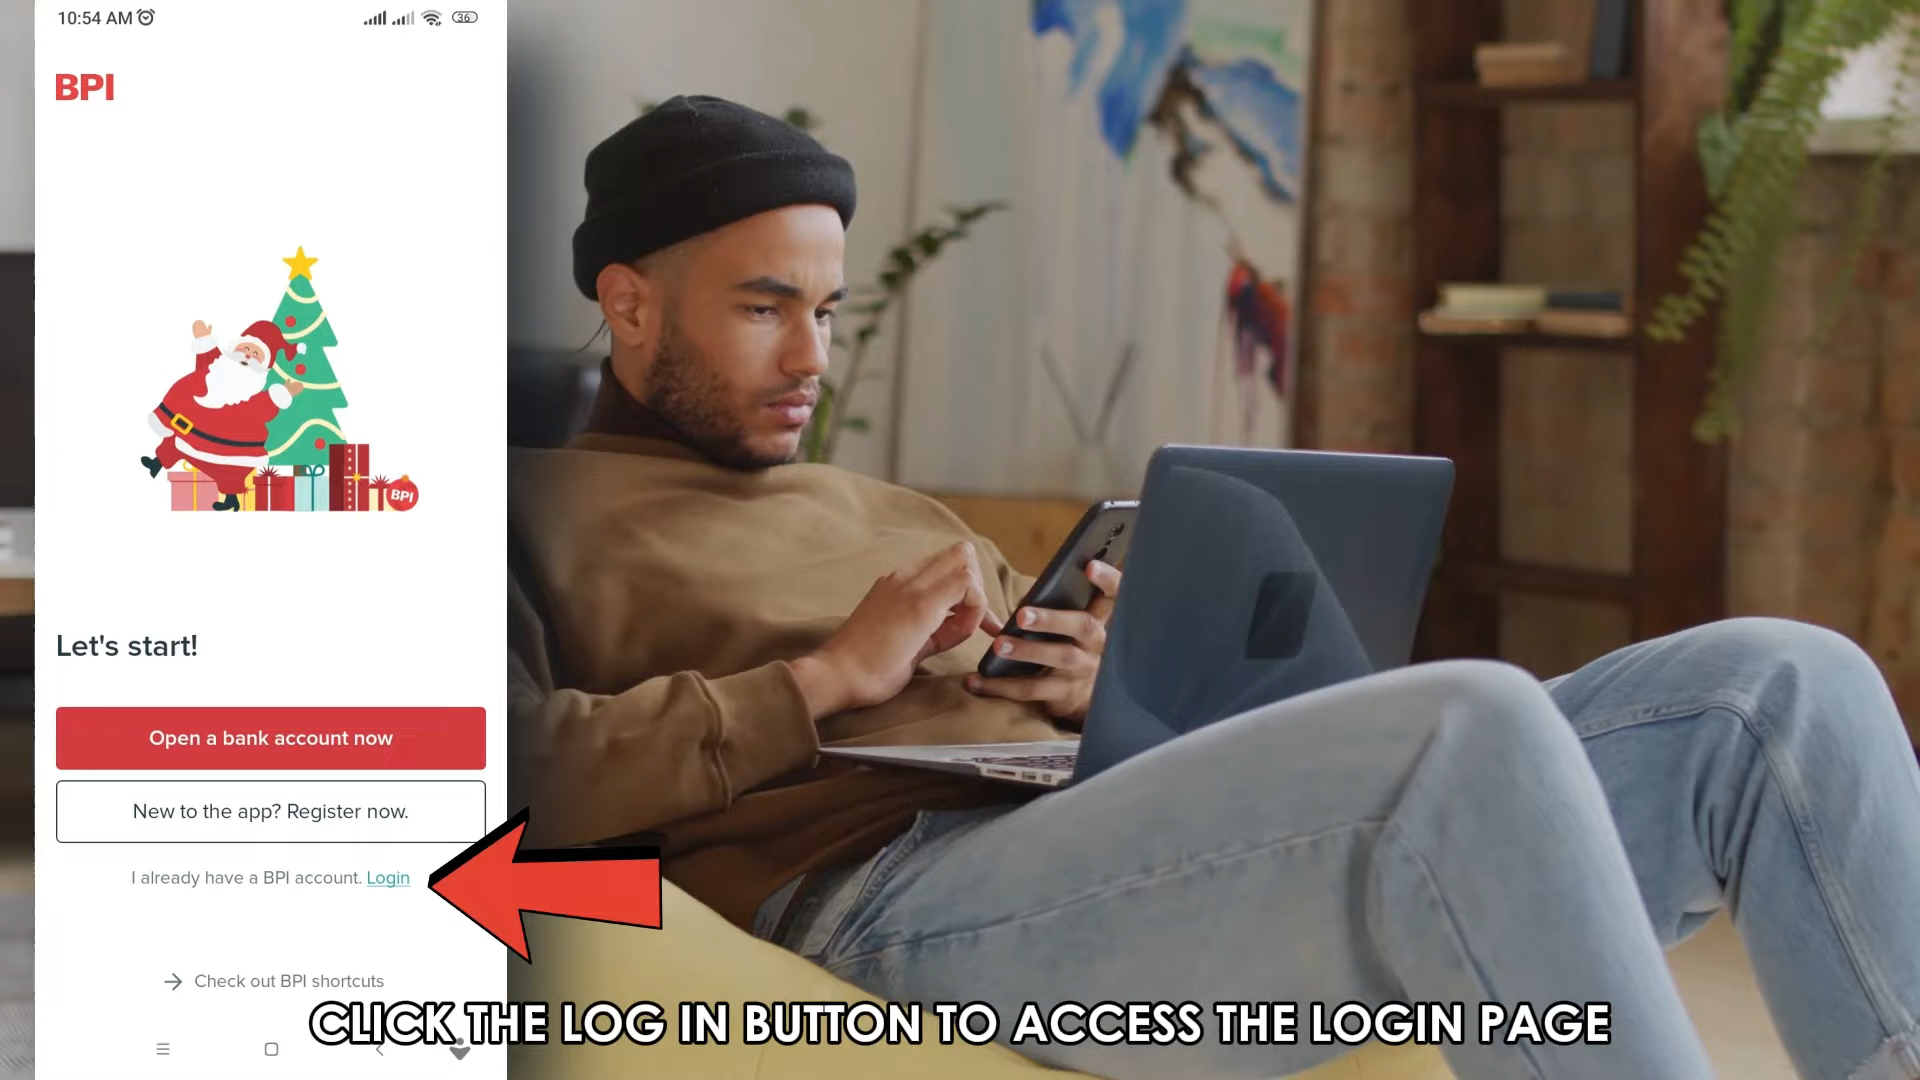 10:54 AM
36
BPI
BPI
Let's start!
Open a bank account now
New to the app? Register now.
I already have a BPI account. Login
Check out BPI shortcuts
CLICK THE LOG IN BUTTON TO ACCESS THE LOGIN PAGE